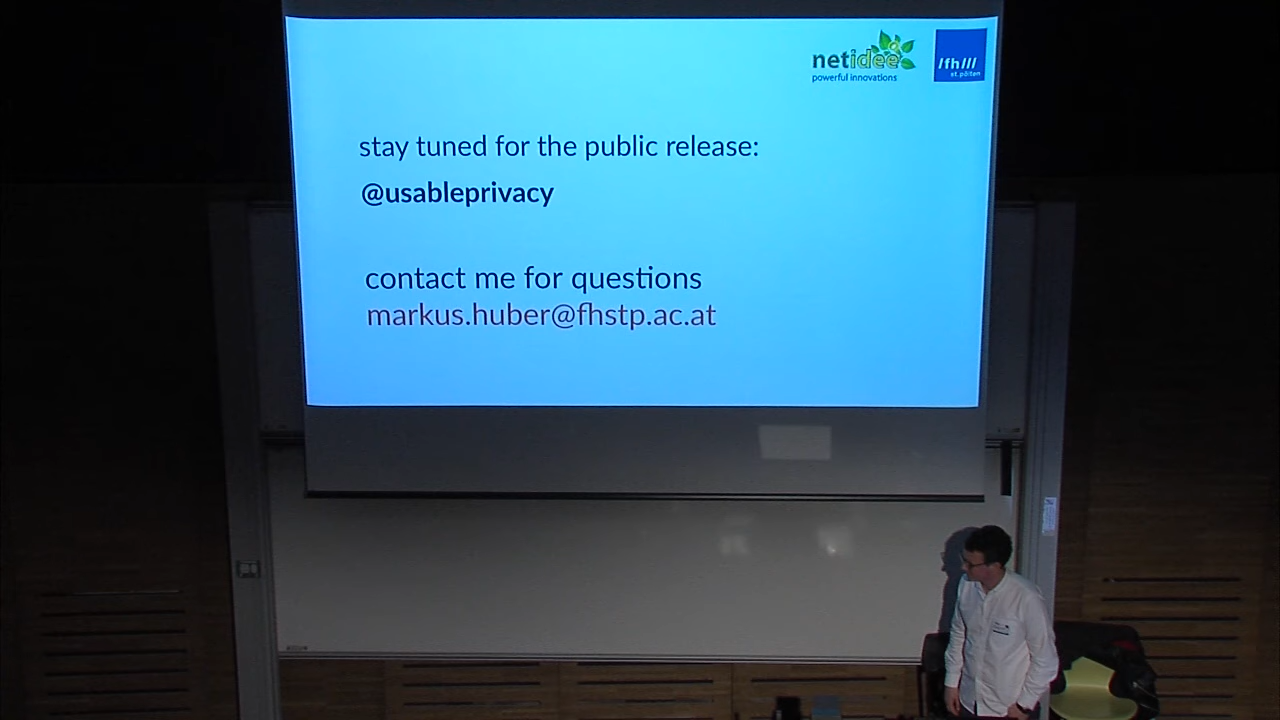 netidee
powerful innovations
/fh///
st.pölten
stay tuned for the public release:
@usableprivacy
contact me for questions
markus.huber@fhstp.ac.at